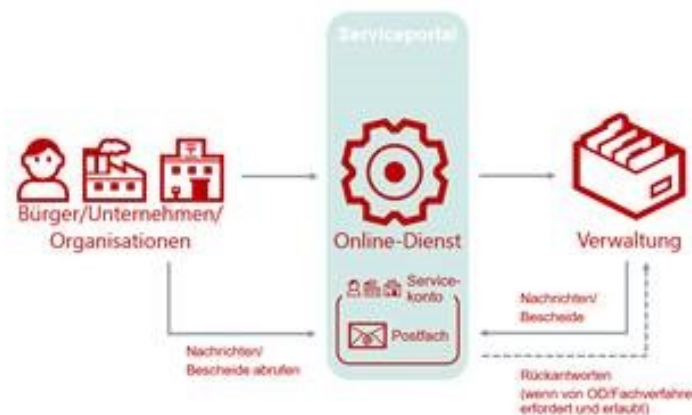 Serviceportal
Bürger/Unternehmen/
Organisationen
Online-Dienst
Verwaltung
Service-
konto
Postfach
Nachrichten/
Bescheide abrufen
Nachrichten/
Bescheide
Rückantworten
(wenn von OD/Fachverfahre
erfordert und erlaubt)